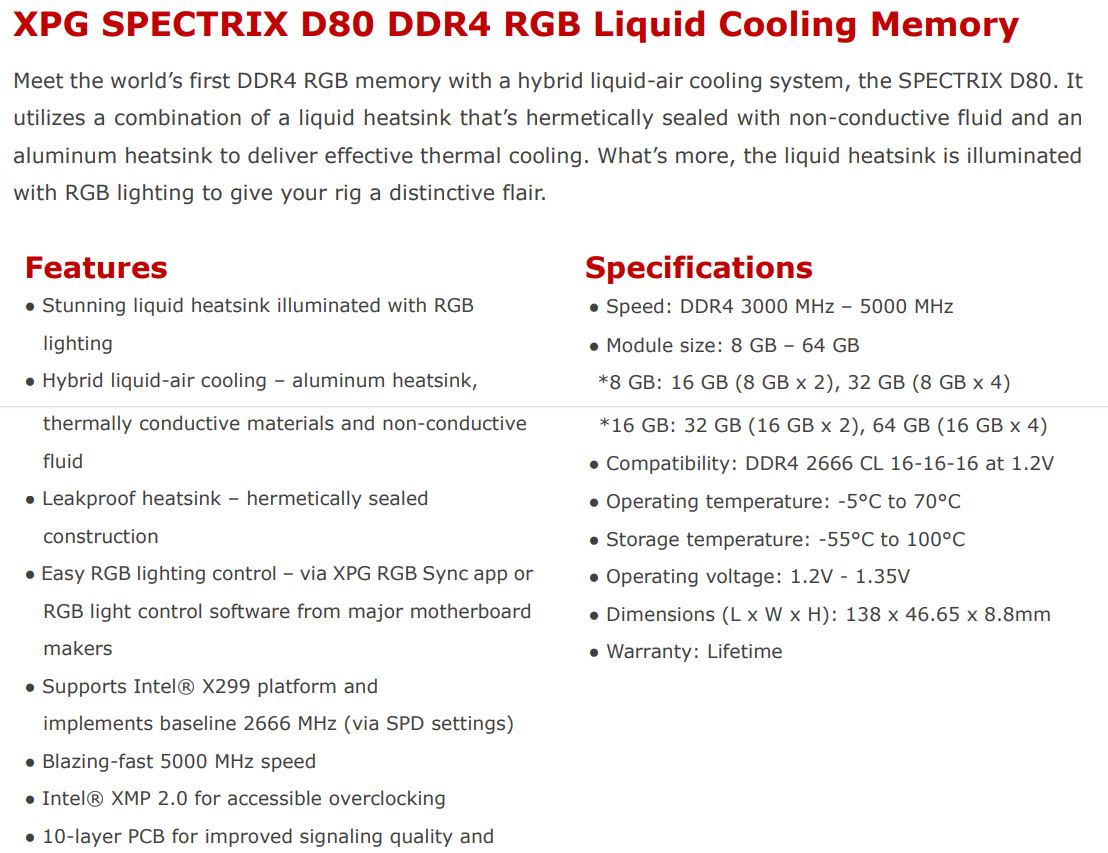 XPG SPECTRIX D80 DDR4 RGB Liquid Cooling Memory
Meet the world’s first DDR4 RGB memory with a hybrid liquid-air cooling system, the SPECTRIX D80. It
utilizes a combination of a liquid heatsink that’s hermetically sealed with non-conductive fluid and an
aluminum heatsink to deliver effective thermal cooling. What’s more, the liquid heatsink is illuminated
with RGB lighting to give your rig a distinctive flair.
Features
● Stunning liquid heatsink illuminated with RGB
lighting
● Hybrid liquid-air cooling – aluminum heatsink,
thermally conductive materials and non-conductive
fluid
● Leakproof heatsink – hermetically sealed
construction
● Easy RGB lighting control – via XPG RGB Sync app or
RGB light control software from major motherboard
makers
● Supports Intel® X299 platform and
implements baseline 2666 MHz (via SPD settings)
● Blazing-fast 5000 MHz speed
● Intel® XMP 2.0 for accessible overclocking
● 10-layer PCB for improved signaling quality and
Specifications
● Speed: DDR4 3000 MHz – 5000 MHz
● Module size: 8 GB – 64 GB
*8 GB: 16 GB (8 GB x 2), 32 GB (8 GB x 4)
*16 GB: 32 GB (16 GB x 2), 64 GB (16 GB x 4)
● Compatibility: DDR4 2666 CL 16-16-16 at 1.2V
● Operating temperature: -5°C to 70°C
● Storage temperature: -55°C to 100°C
● Operating voltage: 1.2V - 1.35V
● Dimensions (L x W x H): 138 x 46.65 x 8.8mm
● Warranty: Lifetime